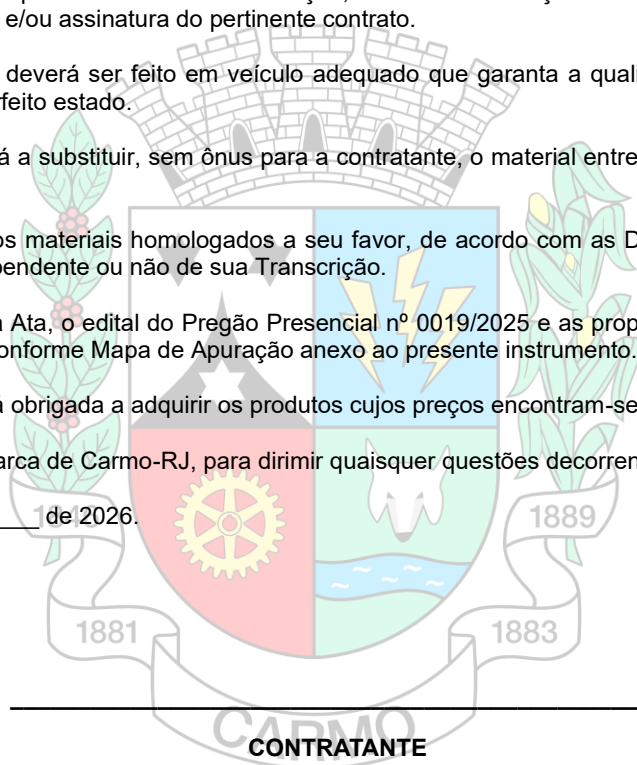 e/ou assinatura do pertinente contrato.
deverá ser feito em veículo adequado que garanta a quali
feito estado.
á a substituir, sem ônus para a contratante, o material entre
os materiais homologados a seu favor, de acordo com as D
pendente ou não de sua Transcrição.
a Ata, o edital do Pregão Presencial nº 0019/2025 e as prop
onforme Mapa de Apuração anexo ao presente instrumento.
á obrigada a adquirir os produtos cujos preços encontram-se
arca de Carmo-RJ, para dirimir quaisquer questões decorren
____ de 2026.
1889
1881
1883
CARMO
CONTRATANTE